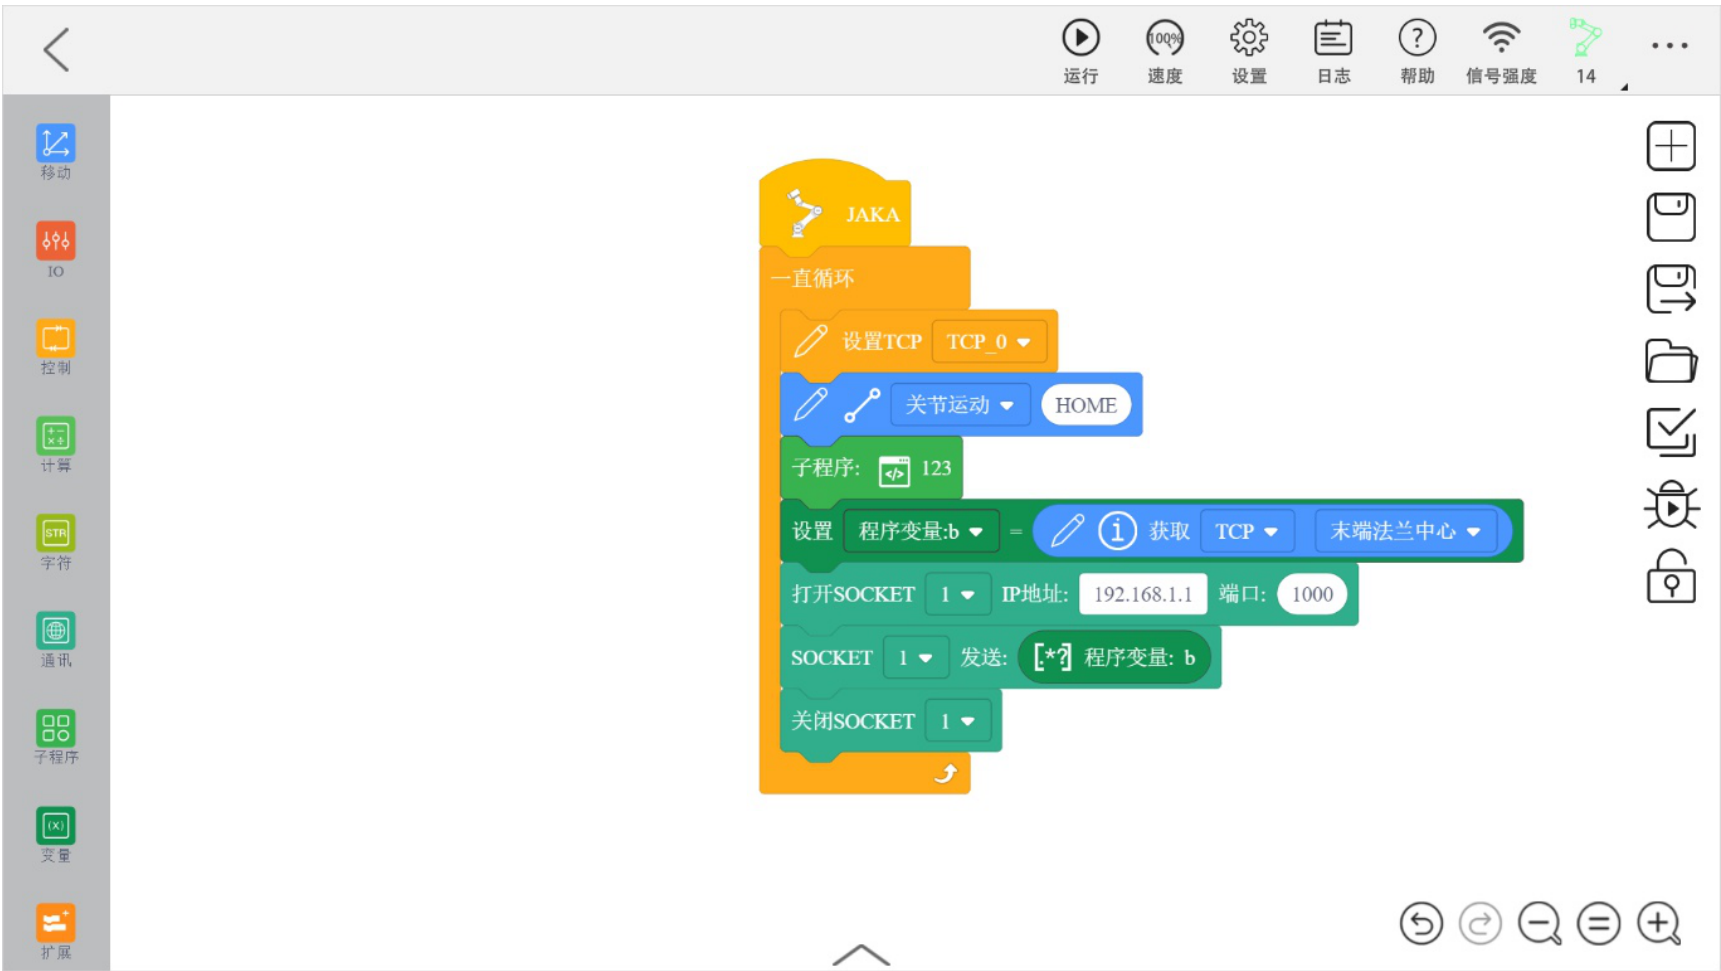 运行 速度 设置 日志 帮助 信号强度 14
100%
移动
IO
控制
计算
STR
字符
通讯
子程序
(X)
变量
扩展
JAKA
一直循环
设置TCP TCP_0
关节运动 HOME
子程序: </> 123
设置 程序变量:b = i 获取 TCP 末端法兰中心
打开SOCKET 1 IP地址: 192.168.1.1 端口: 1000
SOCKET 1 发送: [.*?] 程序变量: b
关闭SOCKET 1